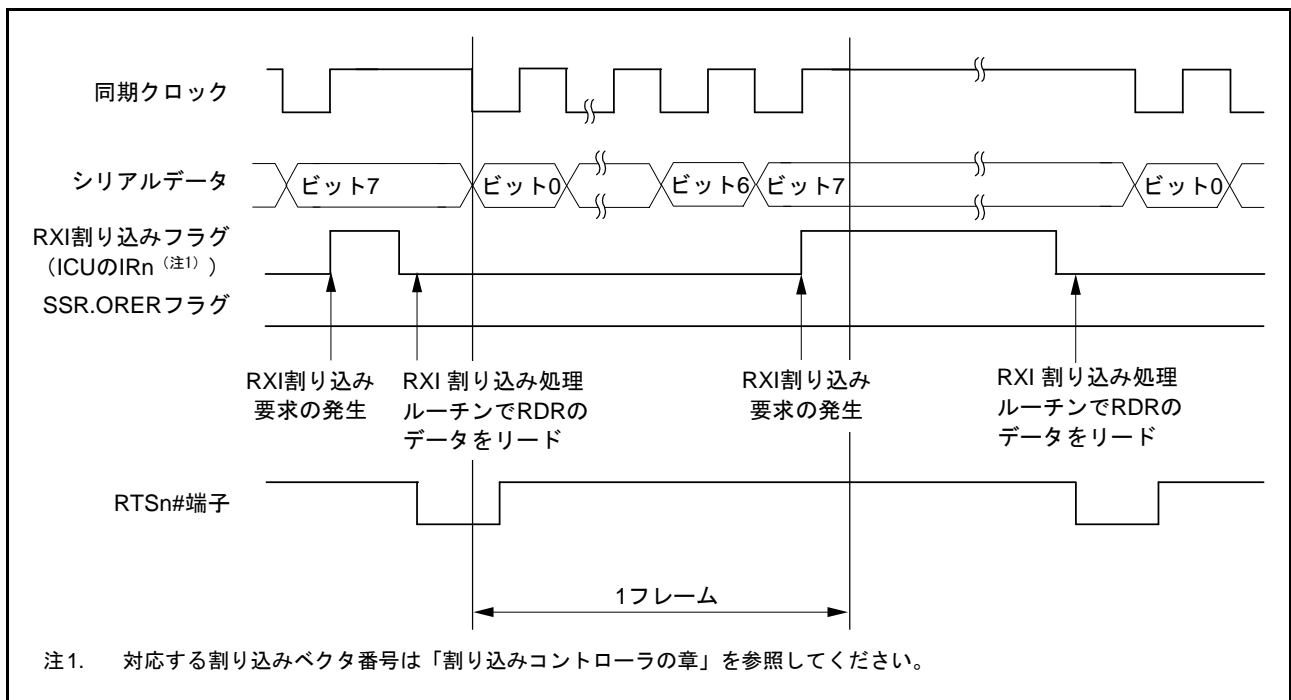 同期クロック
シリアルデータ
ビット7
ビット0
ビット6
ビット7
ビット0
RXI割り込みフラグ
（ICUのIRn（注1））
SSR.ORERフラグ
RXI割り込み
要求の発生
RXI 割り込み処理
ルーチンでRDRの
データをリード
RXI割り込み
要求の発生
RXI 割り込み処理
ルーチンでRDRの
データをリード
RTSn#端子
1フレーム
注1. 対応する割り込みベクタ番号は「割り込みコントローラの章」を参照してください。